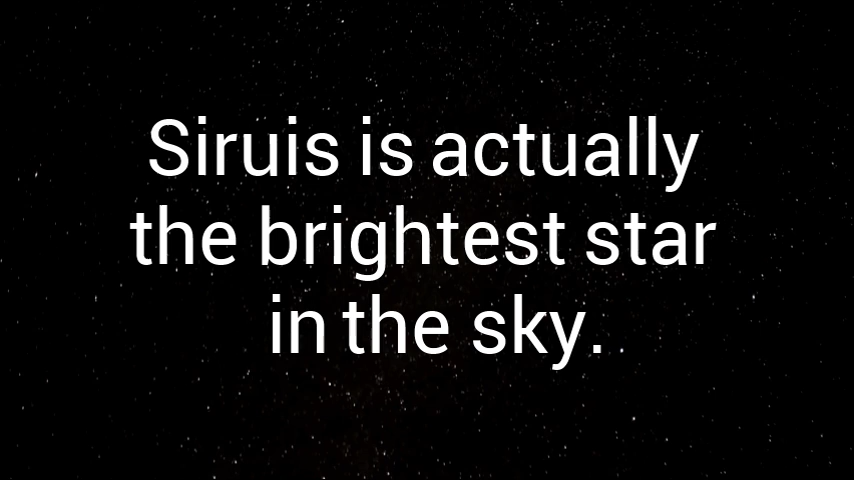 Siruis is actually
the brightest star
in the sky.